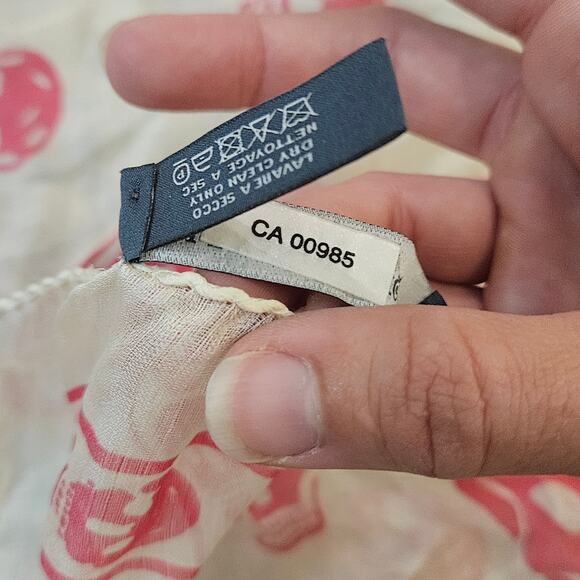 LAVARE A SECCO
DRY CLEAN ONLY
NETTOYAGE A SEC
P
CA 00985